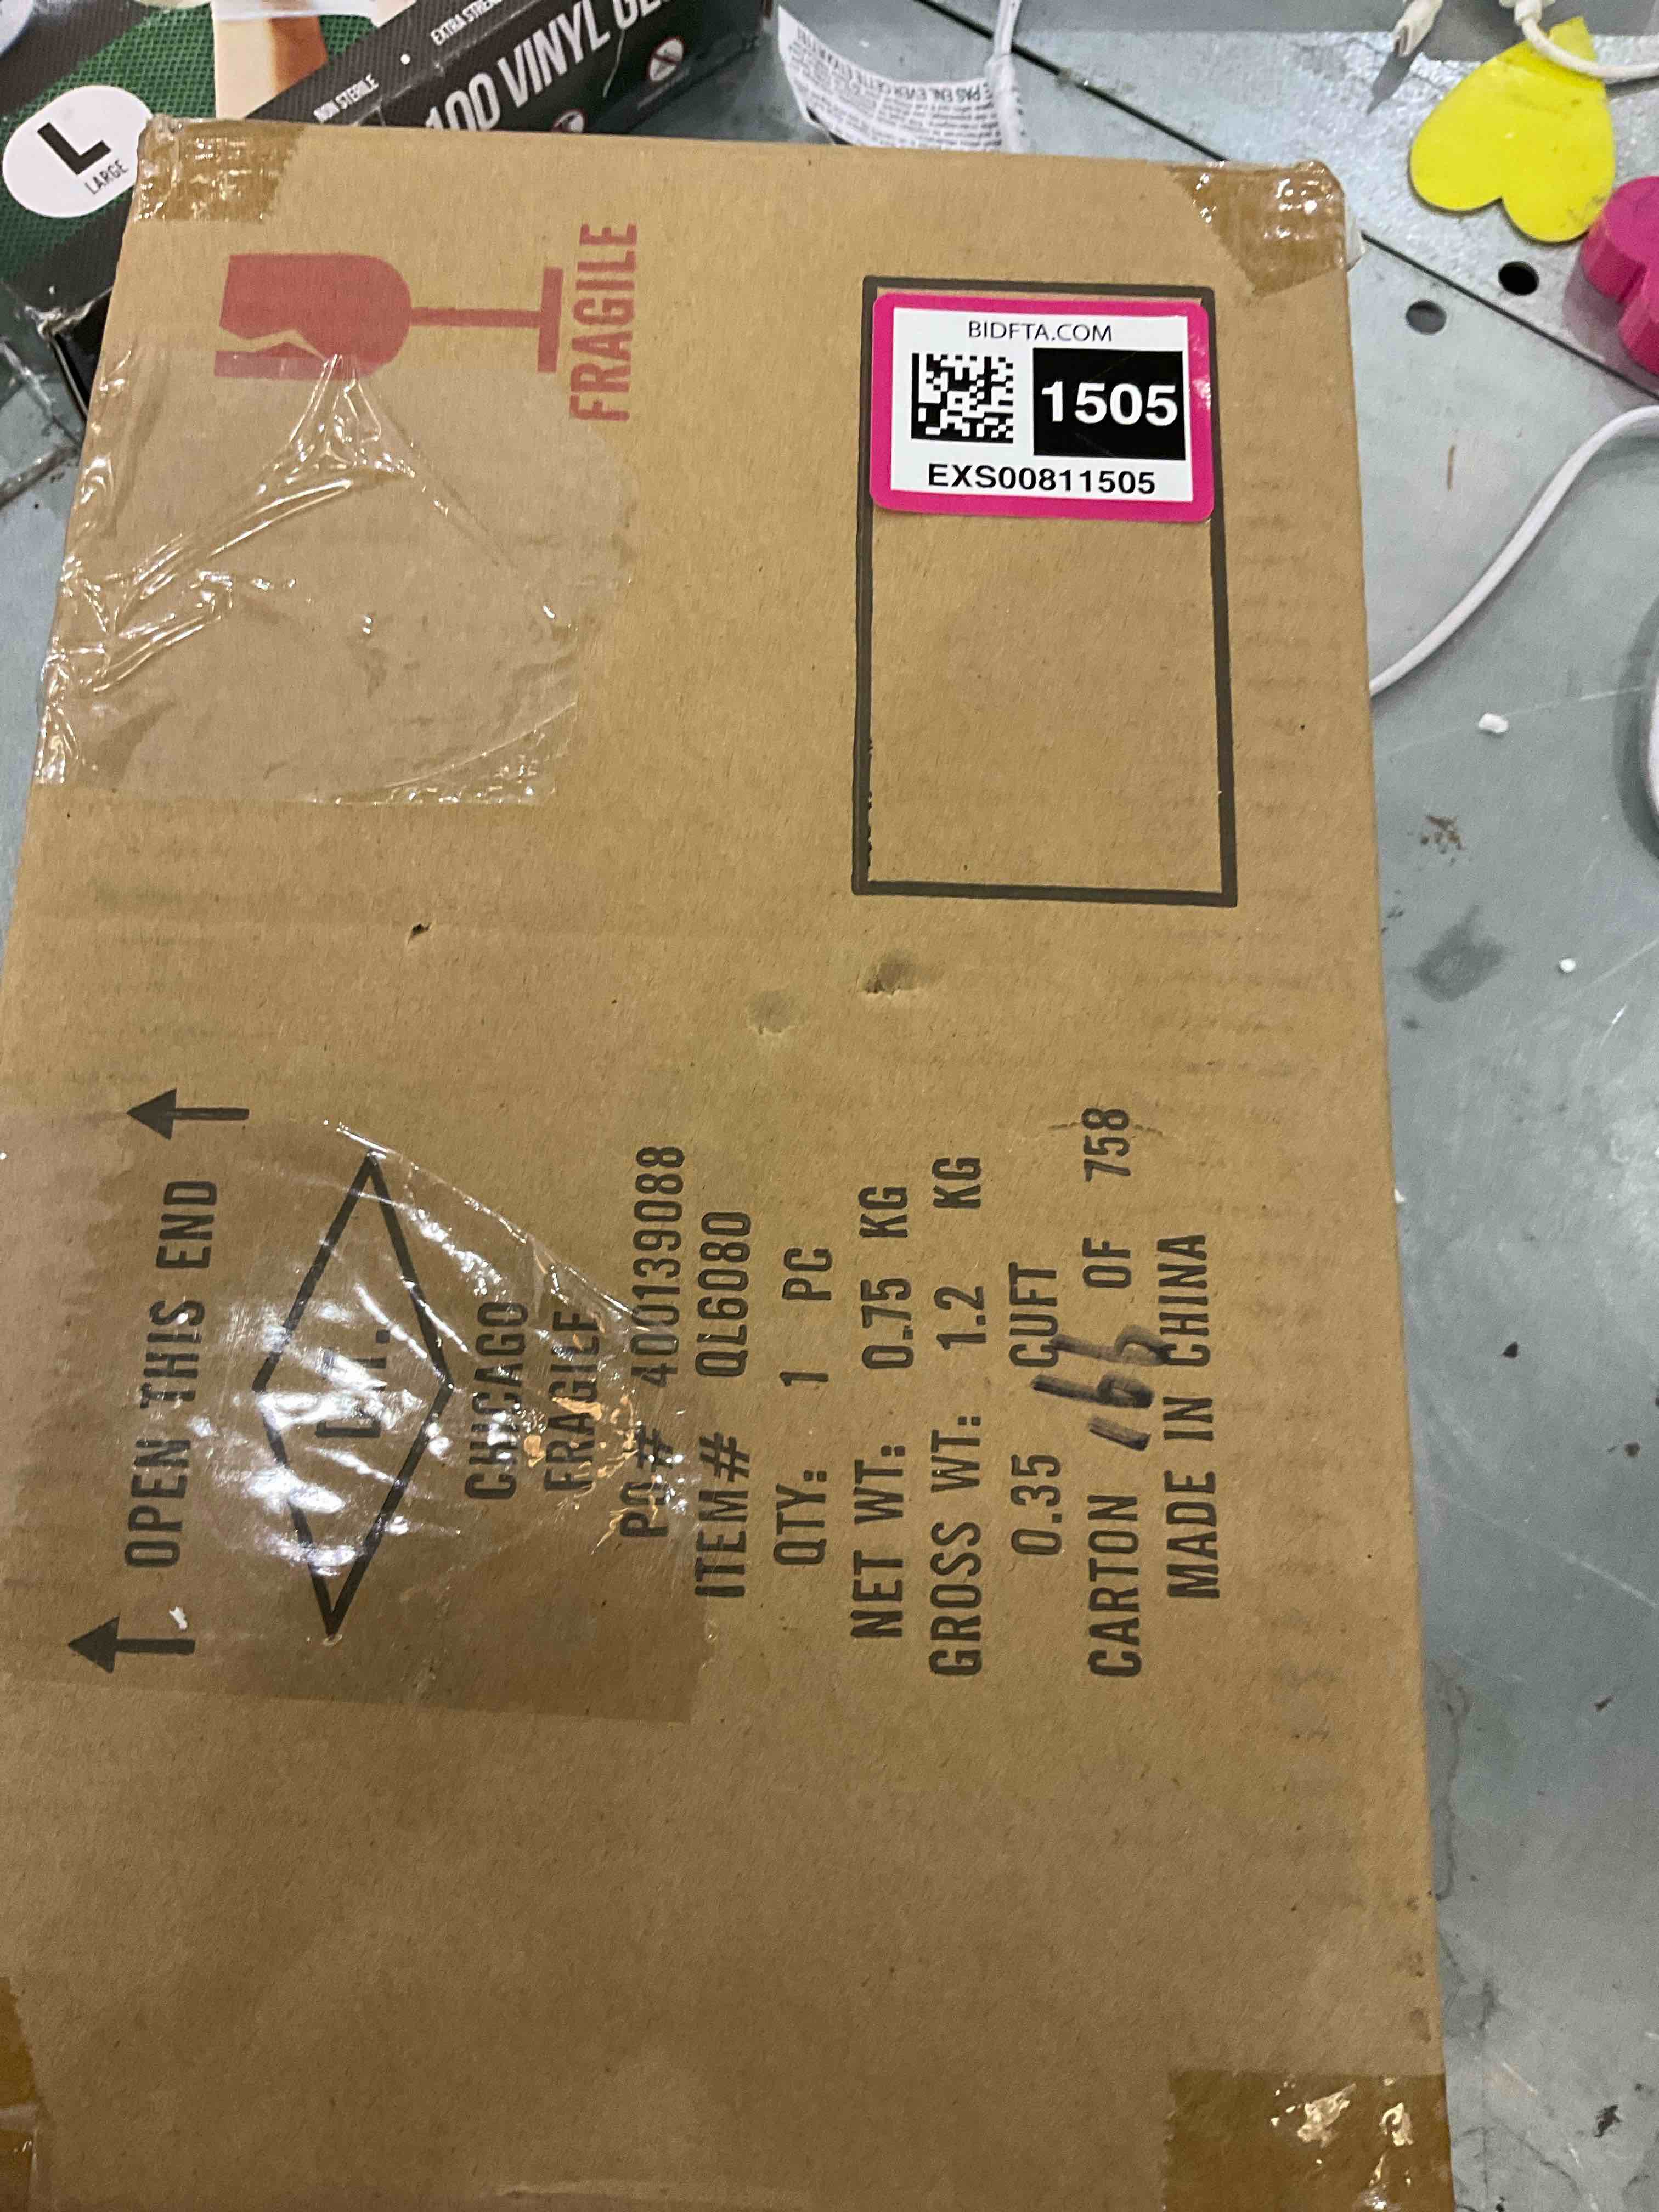 L
LARGE
NON STERILE
100 VINYL
FRAGILE
BIDFTA.COM
1505
EXS00811505
OPEN THIS END
CHICAGO
FRAGILE
PO# 400139088
ITEM# QL6080
QTY: 1 PC
NET WT: 0.75 KG
GROSS WT: 1.2 KG
0.35 CUFT
CARTON 166 OF 758
MADE IN CHINA